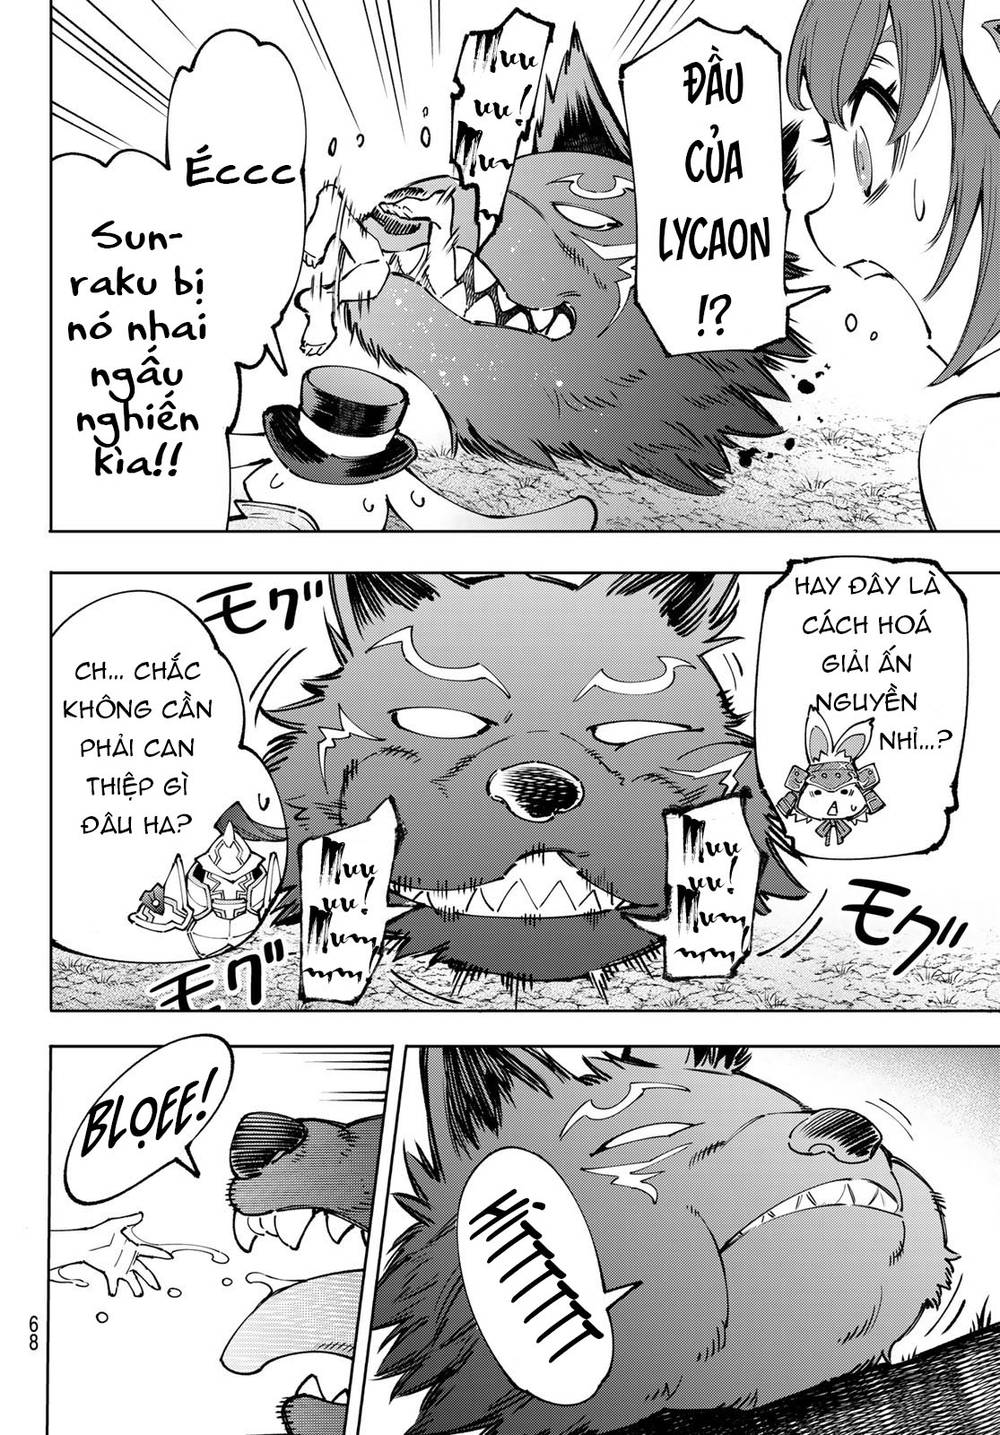 ĐẦU
CỦA
LYCAON
!?
Éccc
Sun-
raku bị
nó nhai
ngấu
nghiến
kìa!!
HAY ĐÂY LÀ
CÁCH HOÁ
GIẢI ẤN
NGUYỀN
NHỈ...?
モグ
CH... CHẮC
KHÔNG CẦN
PHẢI CAN
THIỆP GÌ
ĐÂU HA?
モグ
モグ
HÍTTTTTT
BLỌEE!
68